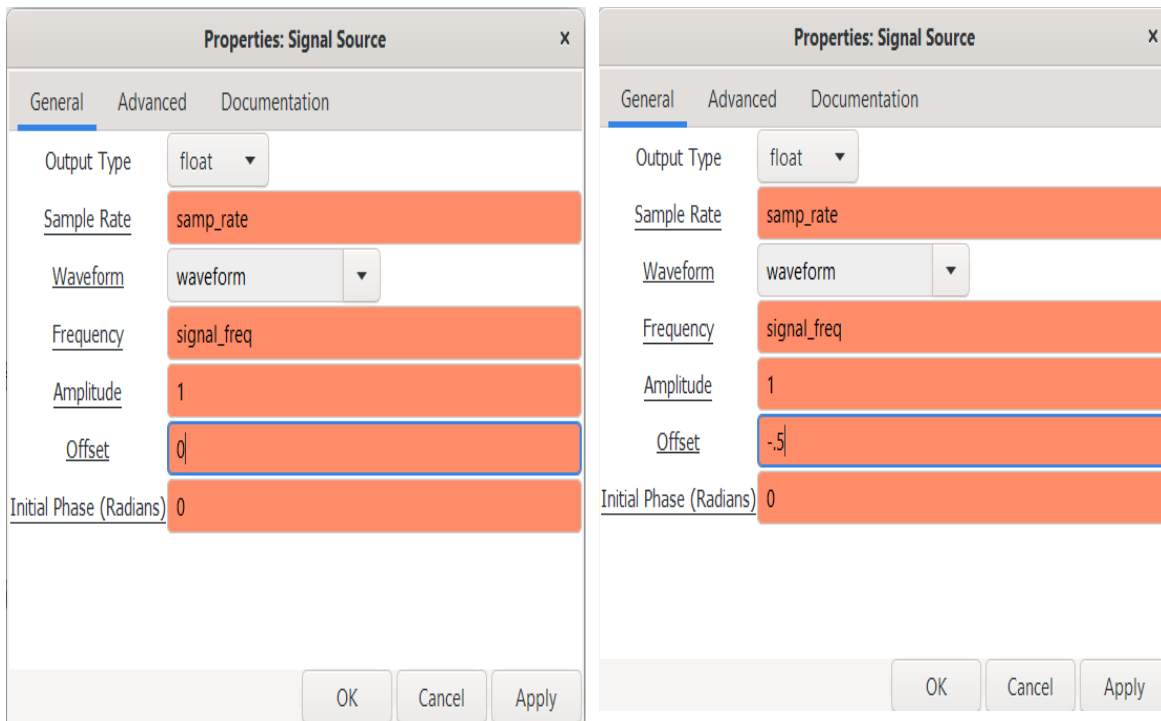 Properties: Signal Source x
General Advanced Documentation
Output Type float
Sample Rate samp_rate
Waveform waveform
Frequency signal_freq
Amplitude 1
Offset 0
Initial Phase (Radians) 0
OK Cancel Apply
Properties: Signal Source x
General Advanced Documentation
Output Type float
Sample Rate samp_rate
Waveform waveform
Frequency signal_freq
Amplitude 1
Offset -.5
Initial Phase (Radians) 0
OK Cancel Apply